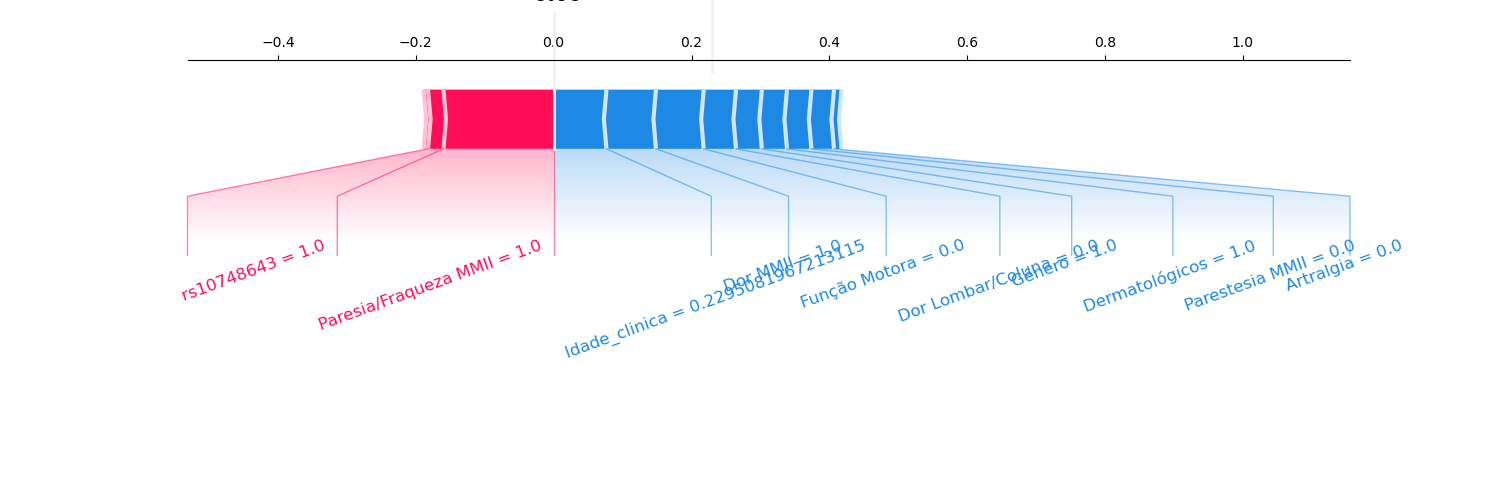 −0.4 −0.2 0.0 0.2 0.4 0.6 0.8 1.0
rs10748643 = 1.0
Paresia/Fraqueza MMII = 1.0
Idade_clinica = 0.2295081967213115
Dor MMII = 1.0
Função Motora = 0.0
Dor Lombar/Coluna = 0.0
Gênero = 1.0
Dermatológicos = 1.0
Parestesia MMII = 0.0
Artralgia = 0.0